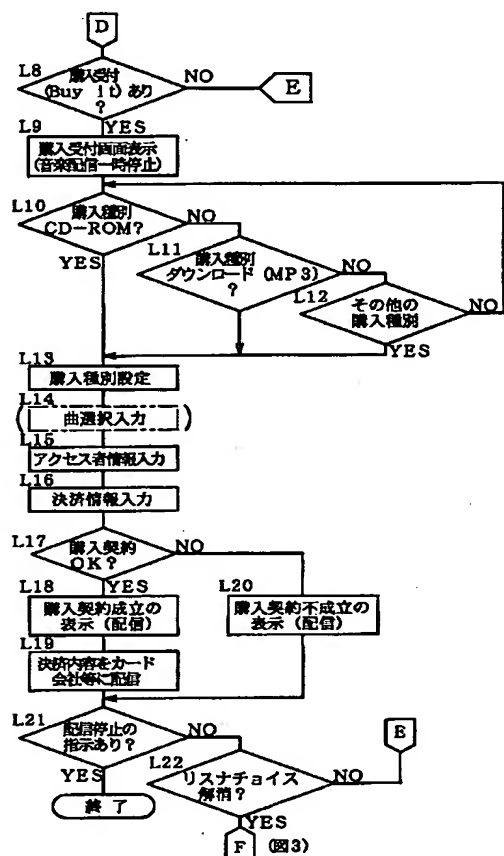 D
L8
購入受付
(Buy it)あり
?
NO
E
YES
L9
購入受付画面表示
(音楽配信一時停止)
L10
購入種別
CD-ROM?
NO
YES
L11
購入種別
ダウンロード(MP3)
?
NO
L12
その他の
購入種別
NO
YES
L13
購入種別設定
L14
(曲選択入力)
L15
アクセス者情報入力
L16
決済情報入力
L17
購入契約
OK?
NO
YES
L18
購入契約成立の
表示(配信)
L20
購入契約不成立の
表示(配信)
L19
決済内容をカード
会社等に配信
L21
配信停止の
指示あり?
NO
YES
終了
L22
リスナチョイス
解消?
NO
E
YES
F (図3)